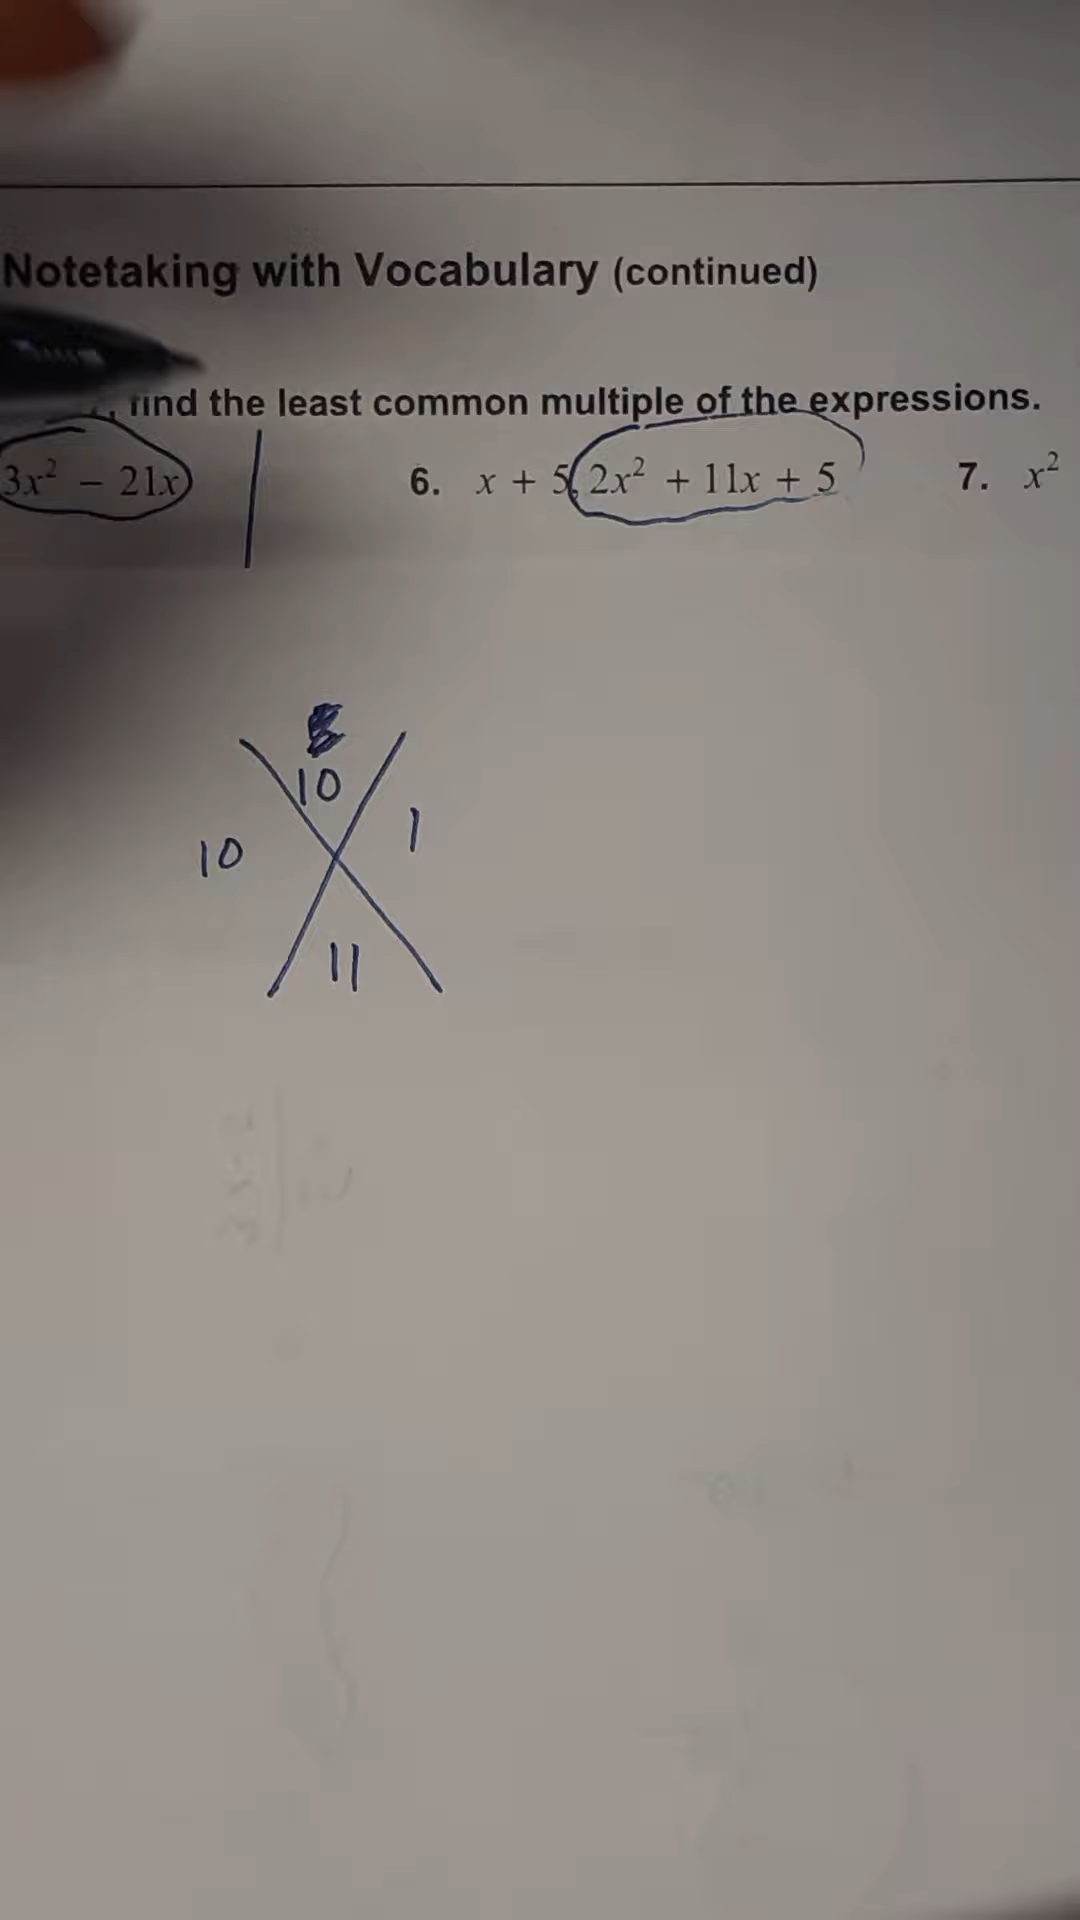 Notetaking with Vocabulary (continued)
find the least common multiple of the expressions.
3x² − 21x
6. x + 5, 2x² + 11x + 5
7. x²
10
10 1
11